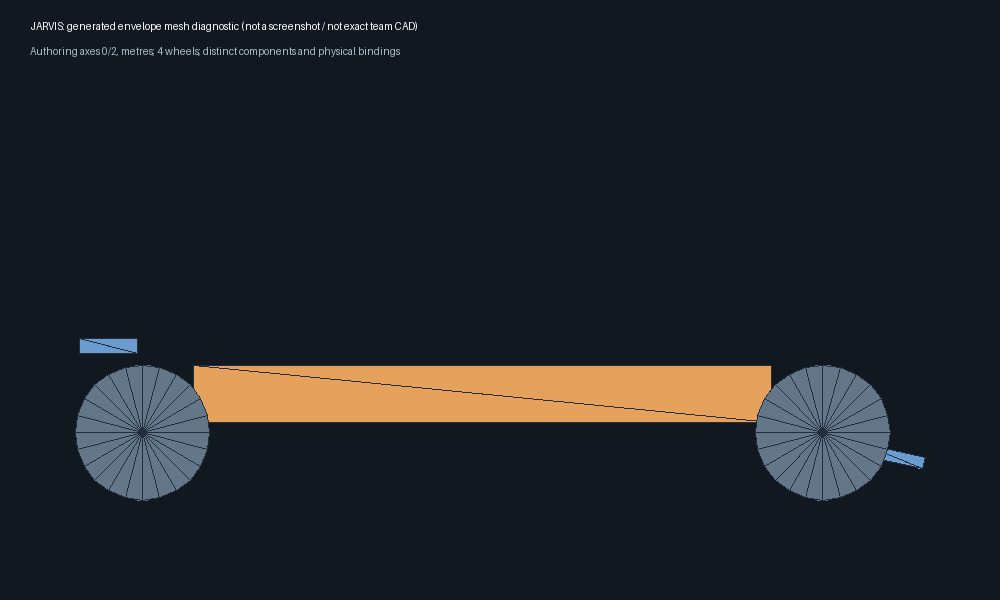 JARVIS: generated envelope mesh diagnostic (not a screenshot / not exact team CAD)
Authoring axes 0/2, metres; 4 wheels; distinct components and physical bindings